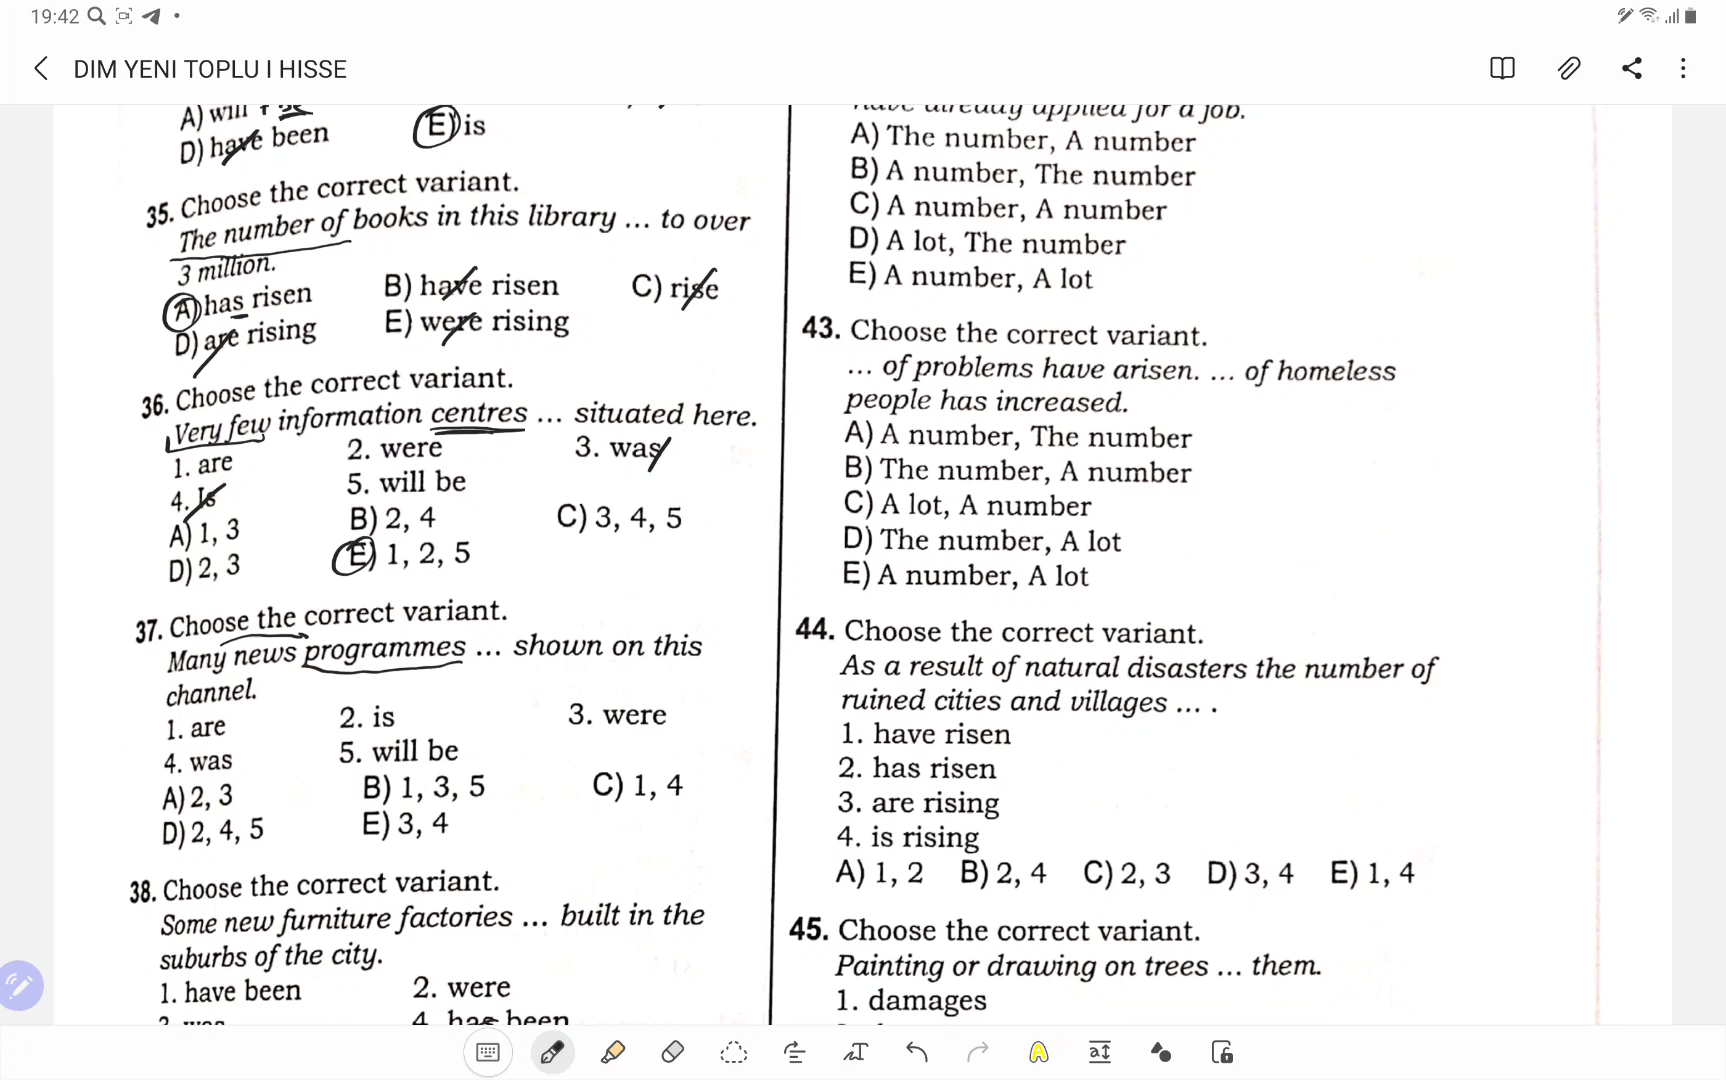 19:42
DIM YENI TOPLU I HISSE
A) will
D) have been
E) is
35. Choose the correct variant.
The number of books in this library ... to over
3 million.
A) has risen
B) have risen
C) rise
D) are rising
E) were rising
36. Choose the correct variant.
Very few information centres ... situated here.
1. are
2. were
3. was
4. Is
5. will be
A) 1, 3
B) 2, 4
C) 3, 4, 5
D) 2, 3
E) 1, 2, 5
37. Choose the correct variant.
Many news programmes ... shown on this
channel.
1. are
2. is
3. were
4. was
5. will be
A) 2, 3
B) 1, 3, 5
C) 1, 4
D) 2, 4, 5
E) 3, 4
38. Choose the correct variant.
Some new furniture factories ... built in the
suburbs of the city.
1. have been
2. were
4. has been
have already applied for a job.
A) The number, A number
B) A number, The number
C) A number, A number
D) A lot, The number
E) A number, A lot
43. Choose the correct variant.
... of problems have arisen. ... of homeless
people has increased.
A) A number, The number
B) The number, A number
C) A lot, A number
D) The number, A lot
E) A number, A lot
44. Choose the correct variant.
As a result of natural disasters the number of
ruined cities and villages ... .
1. have risen
2. has risen
3. are rising
4. is rising
A) 1, 2 B) 2, 4 C) 2, 3 D) 3, 4 E) 1, 4
45. Choose the correct variant.
Painting or drawing on trees ... them.
1. damages